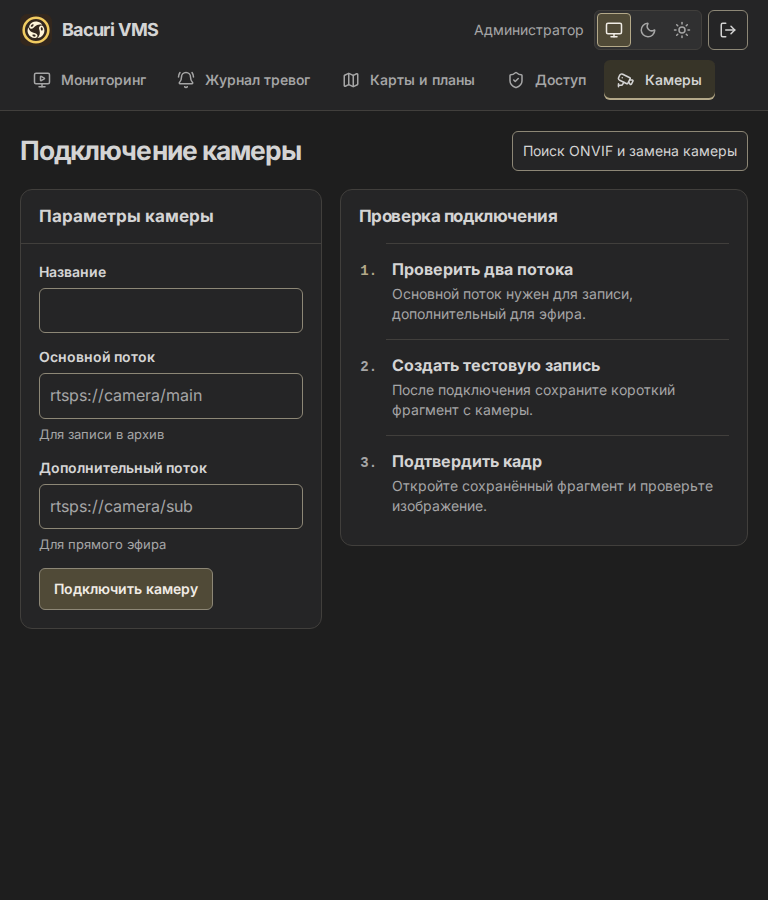 Bacuri VMS
Администратор
Мониторинг
Журнал тревог
Карты и планы
Доступ
Камеры
Подключение камеры
Поиск ONVIF и замена камеры
Параметры камеры
Название
Основной поток
rtsps://camera/main
Для записи в архив
Дополнительный поток
rtsps://camera/sub
Для прямого эфира
Подключить камеру
Проверка подключения
1. Проверить два потока
Основной поток нужен для записи,
дополнительный для эфира.
2. Создать тестовую запись
После подключения сохраните короткий
фрагмент с камеры.
3. Подтвердить кадр
Откройте сохранённый фрагмент и проверьте
изображение.